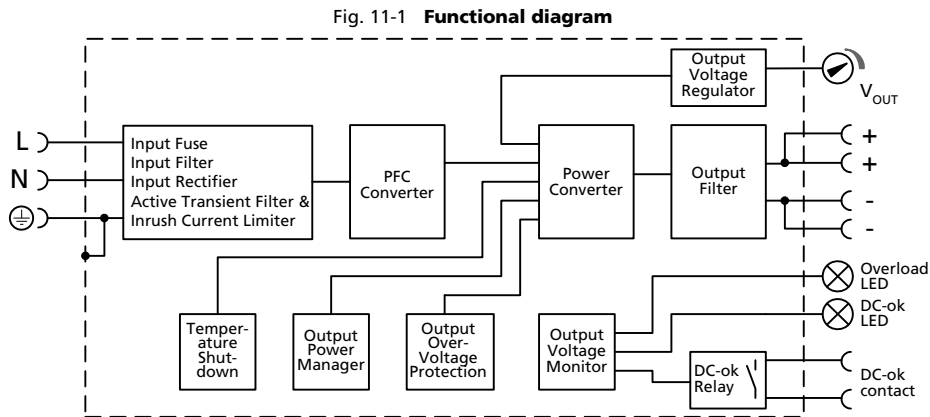 Fig. 11-1 Functional diagram
Output
Voltage
Regulator
V OUT
L
N
Input Fuse
Input Filter
Input Rectifier
Active Transient Filter &
Inrush Current Limiter
PFC
Converter
Power
Converter
Output
Filter
+
+
-
-
Temper-
ature
Shut-
down
Output
Power
Manager
Output
Over-
Voltage
Protection
Output
Voltage
Monitor
DC-ok
Relay
Overload
LED
DC-ok
LED
DC-ok
contact